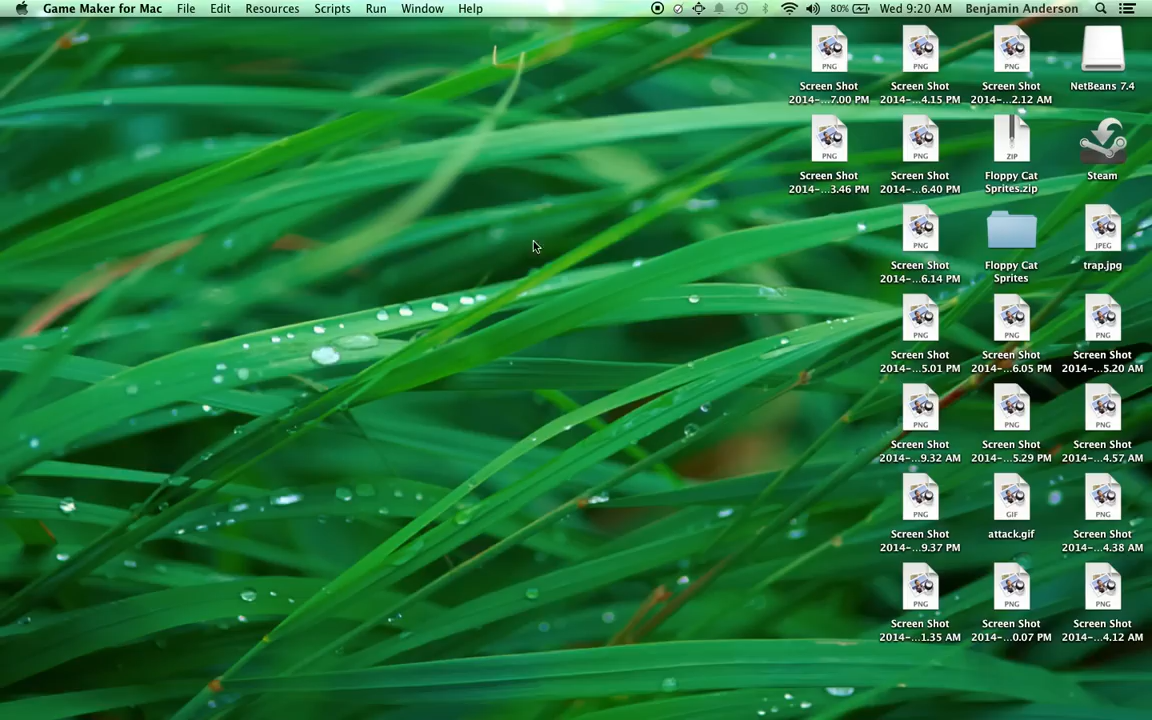 Game Maker for Mac File Edit Resources Scripts Run Window Help 80% Wed 9:20 AM Benjamin Anderson
PNG PNG PNG
Screen Shot Screen Shot Screen Shot NetBeans 7.4
2014-...7.00 PM 2014-...4.15 PM 2014-...2.12 AM
PNG PNG ZIP
Screen Shot Screen Shot Floppy Cat Steam
2014-...3.46 PM 2014-...6.40 PM Sprites.zip
PNG JPEG
Screen Shot Floppy Cat trap.jpg
2014-...6.14 PM Sprites
PNG PNG PNG
Screen Shot Screen Shot Screen Shot
2014-...5.01 PM 2014-...6.05 PM 2014-...5.20 AM
PNG PNG PNG
Screen Shot Screen Shot Screen Shot
2014-...9.32 AM 2014-...5.29 PM 2014-...4.57 AM
PNG GIF PNG
Screen Shot attack.gif Screen Shot
2014-...9.37 PM 2014-...4.38 AM
PNG PNG PNG
Screen Shot Screen Shot Screen Shot
2014-...1.35 AM 2014-...0.07 PM 2014-...4.12 AM